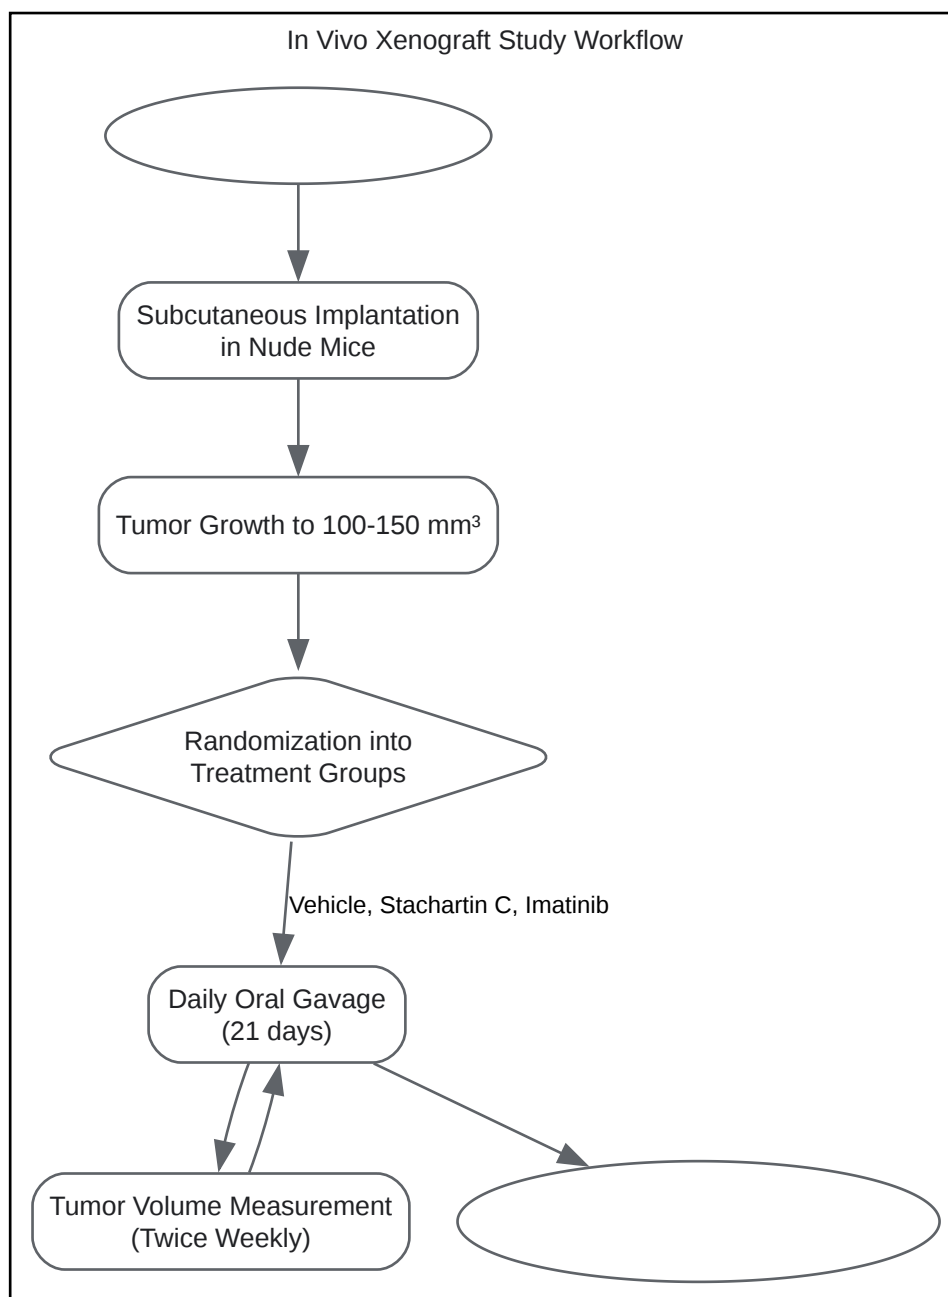 In Vivo Xenograft Study Workflow
Subcutaneous Implantation
in Nude Mice
Tumor Growth to 100-150 mm³
Randomization into
Treatment Groups
Vehicle, Stachartin C, Imatinib
Daily Oral Gavage
(21 days)
Tumor Volume Measurement
(Twice Weekly)